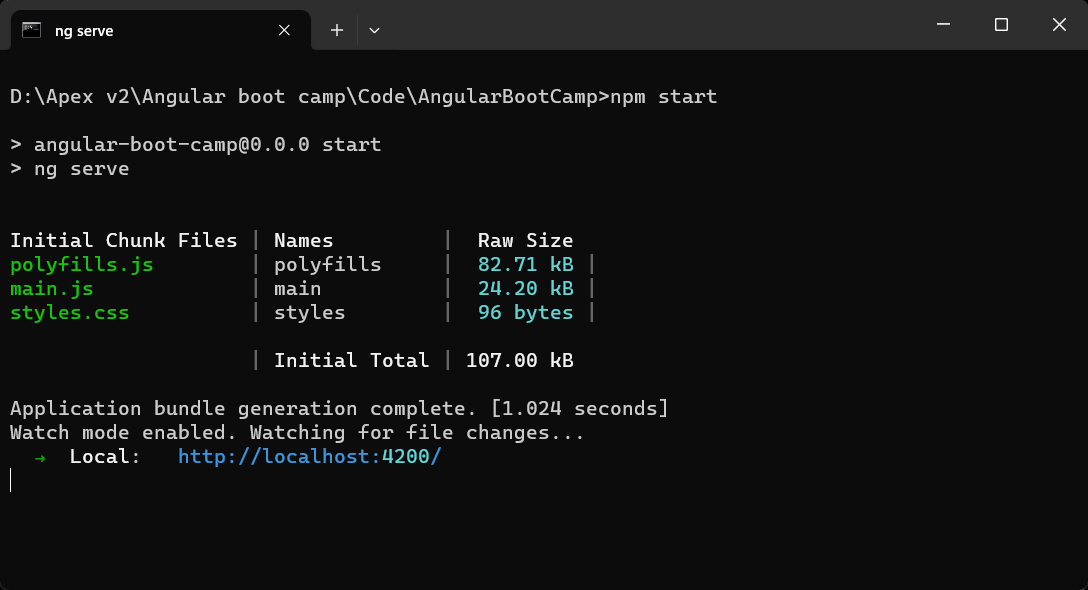 ng serve
D:\Apex v2\Angular boot camp\Code\AngularBootCamp>npm start
> angular-boot-camp@0.0.0 start
> ng serve
Initial Chunk Files | Names         |  Raw Size
polyfills.js        | polyfills     |  82.71 kB |
main.js             | main          |  24.20 kB |
styles.css          | styles        |  96 bytes |
                    | Initial Total | 107.00 kB
Application bundle generation complete. [1.024 seconds]
Watch mode enabled. Watching for file changes...
  →  Local:   http://localhost:4200/